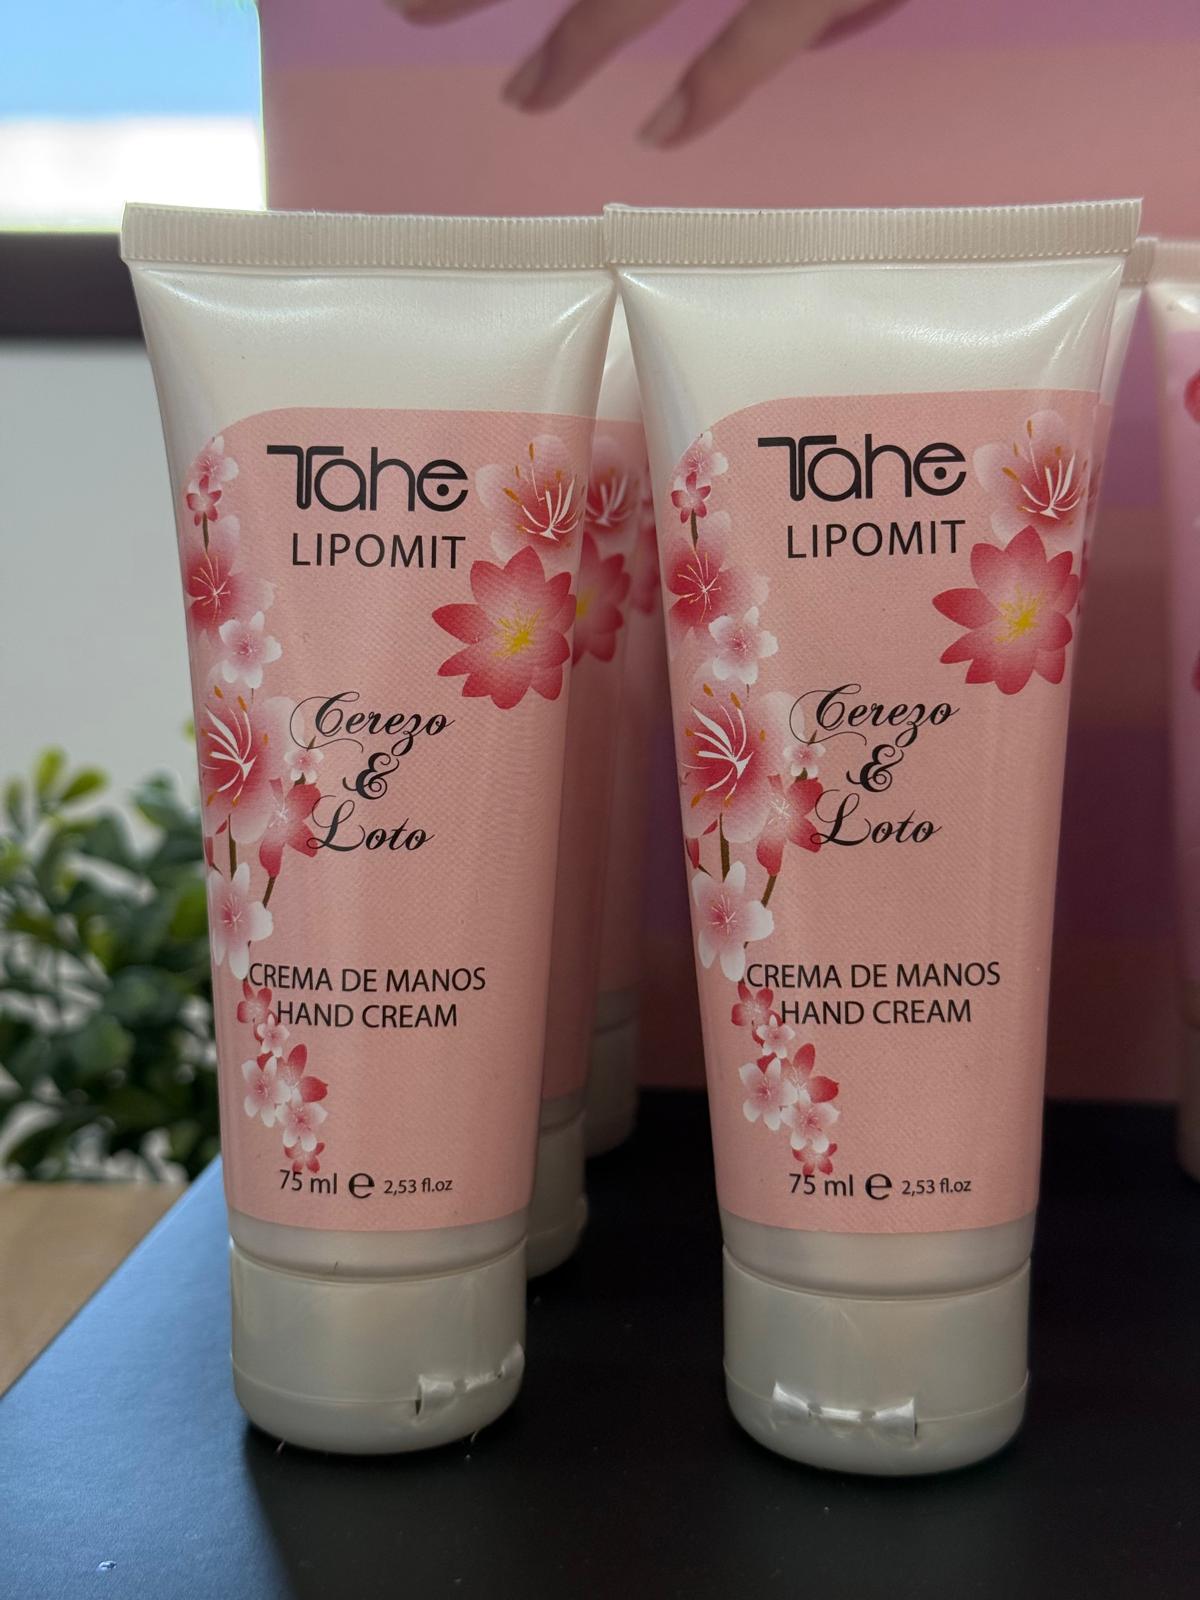 Tahe
LIPOMIT
Cerezo
&
Loto
CREMA DE MANOS
HAND CREAM
75 ml e 2,53 fl.oz
Tahe
LIPOMIT
Cerezo
&
Loto
CREMA DE MANOS
HAND CREAM
75 ml e 2,53 fl.oz